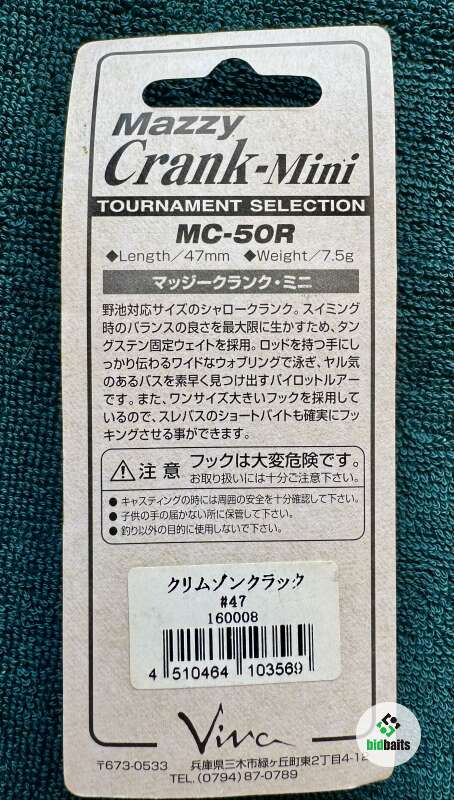 Mazzy
Crank-Mini
TOURNAMENT SELECTION
MC-50R
◆Length/47mm ◆Weight/7.5g
マッジークランク・ミニ
野池対応サイズのシャロークランク。スイミング
時のバランスの良さを最大限に生かすため、タン
グステン固定ウェイトを採用。ロッドを持つ手にし
っかり伝わるワイドなウォブリングで泳ぎ、ヤル気
のあるバスを素早く見つけ出すパイロットルアー
です。また、ワンサイズ大きいフックを採用して
いるので、スレバスのショートバイトも確実にフッ
キングさせる事ができます。
注意 フックは大変危険です。
お取り扱いには十分ご注意下さい。
●キャスティングの時には周囲の安全を十分確認して下さい。
●子供の手の届かない所に保管して下さい。
●釣り以外の目的に使用しないで下さい。
クリムゾンクラック
#47
160008
4 510464 103569
Viva
〒673-0533 兵庫県三木市緑ヶ丘町東2丁目4-12
TEL.(0794)87-0789
bidbaits